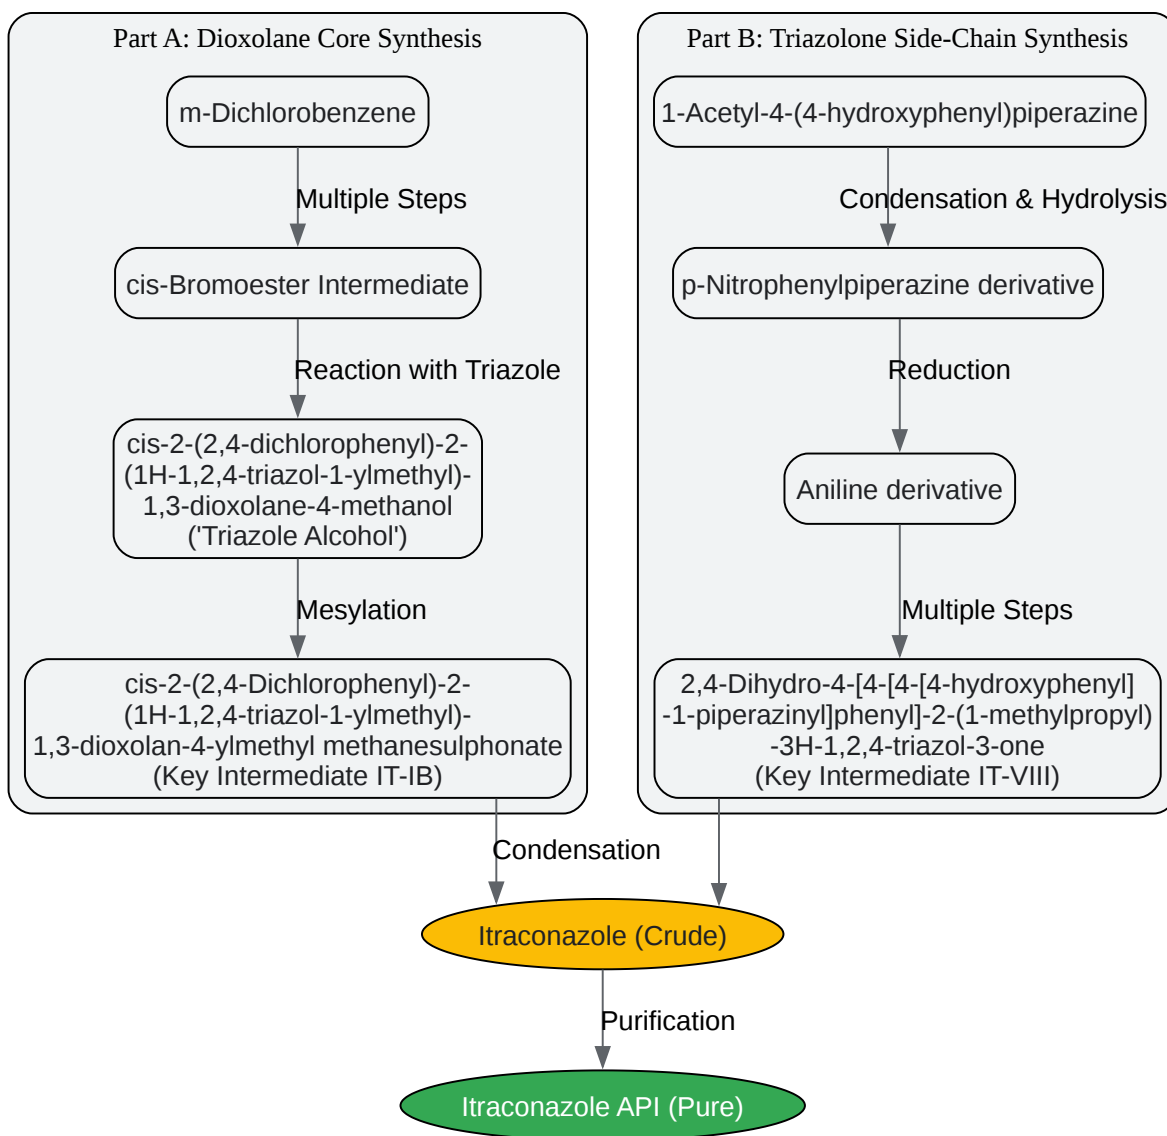 Part A: Dioxolane Core Synthesis
m-Dichlorobenzene
Multiple Steps
cis-Bromoester Intermediate
Reaction with Triazole
cis-2-(2,4-dichlorophenyl)-2-
(1H-1,2,4-triazol-1-ylmethyl)-
1,3-dioxolane-4-methanol
('Triazole Alcohol')
Mesylation
cis-2-(2,4-Dichlorophenyl)-2-
(1H-1,2,4-triazol-1-ylmethyl)-
1,3-dioxolan-4-ylmethyl methanesulphonate
(Key Intermediate IT-IB)
Part B: Triazolone Side-Chain Synthesis
1-Acetyl-4-(4-hydroxyphenyl)piperazine
Condensation & Hydrolysis
p-Nitrophenylpiperazine derivative
Reduction
Aniline derivative
Multiple Steps
2,4-Dihydro-4-[4-[4-[4-hydroxyphenyl]
-1-piperazinyl]phenyl]-2-(1-methylpropyl)
-3H-1,2,4-triazol-3-one
(Key Intermediate IT-VIII)
Condensation
Itraconazole (Crude)
Purification
Itraconazole API (Pure)